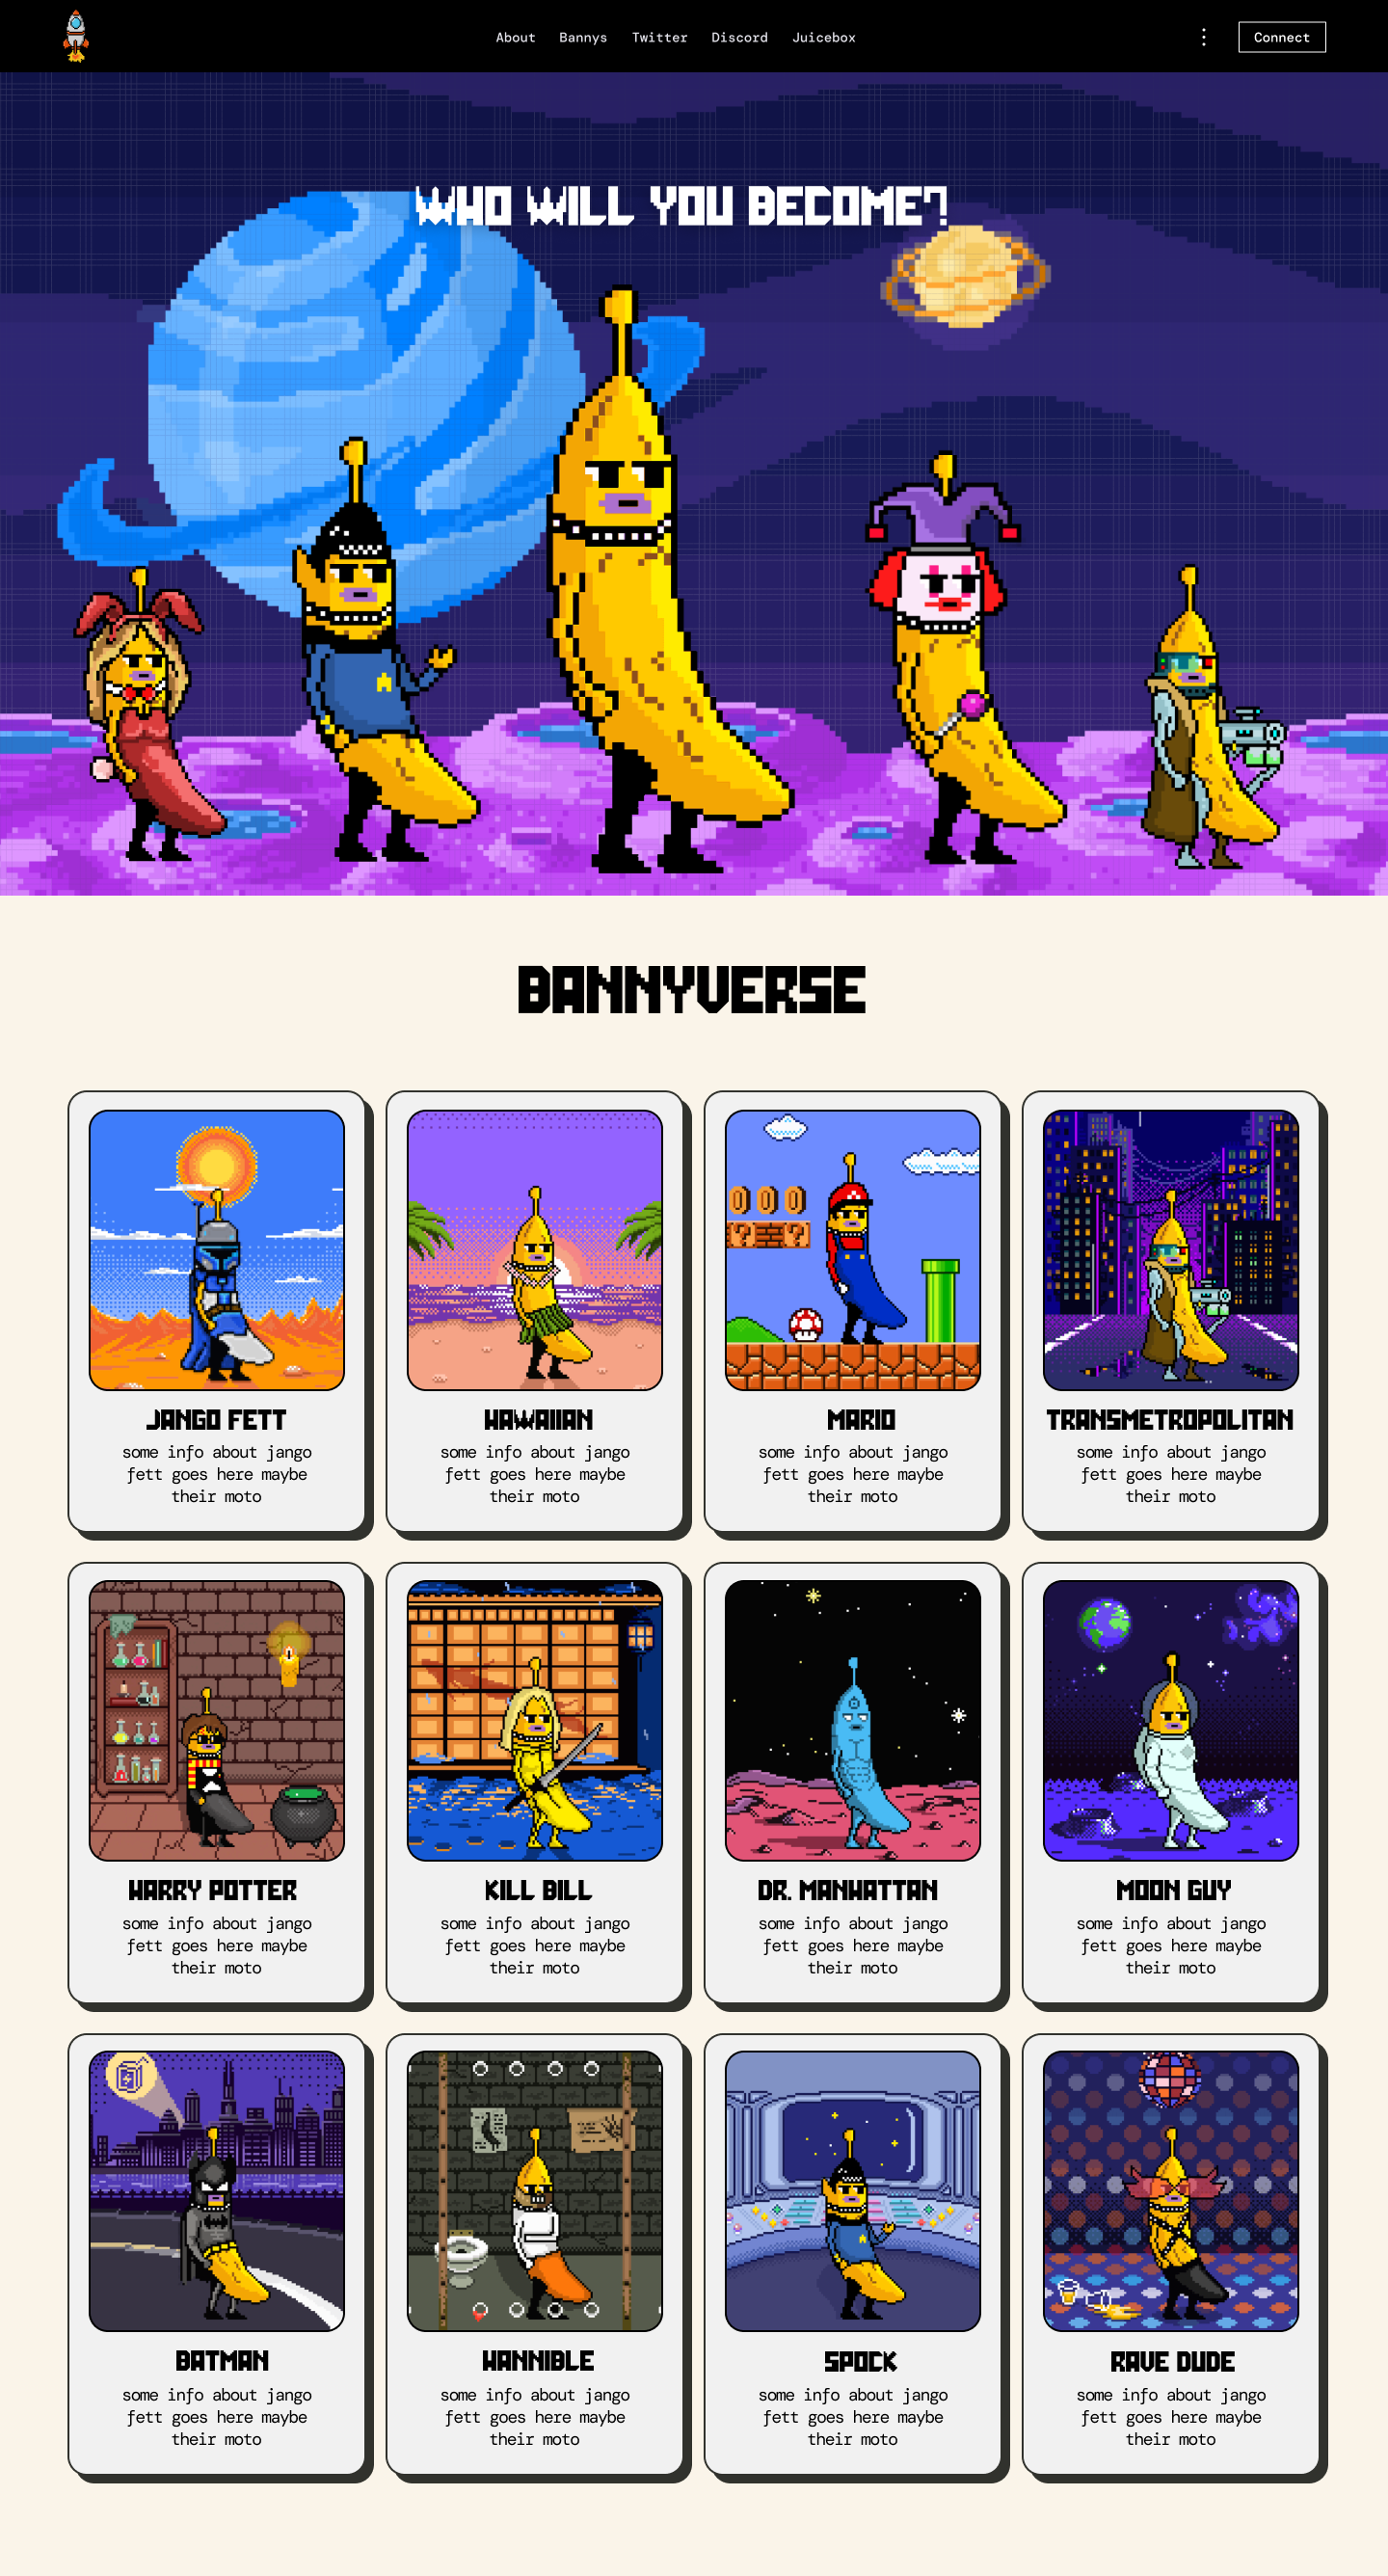 About Bannys Twitter Discord Juicebox Connect
WHO WILL YOU BECOME?
BANNYVERSE
JANGO FETT
some info about jango
fett goes here maybe
their moto
HAWAIIAN
some info about jango
fett goes here maybe
their moto
MARIO
some info about jango
fett goes here maybe
their moto
TRANSMETROPOLITAN
some info about jango
fett goes here maybe
their moto
HARRY POTTER
some info about jango
fett goes here maybe
their moto
KILL BILL
some info about jango
fett goes here maybe
their moto
DR. MANHATTAN
some info about jango
fett goes here maybe
their moto
MOON GUY
some info about jango
fett goes here maybe
their moto
BATMAN
some info about jango
fett goes here maybe
their moto
HANNIBLE
some info about jango
fett goes here maybe
their moto
SPOCK
some info about jango
fett goes here maybe
their moto
RAVE DUDE
some info about jango
fett goes here maybe
their moto